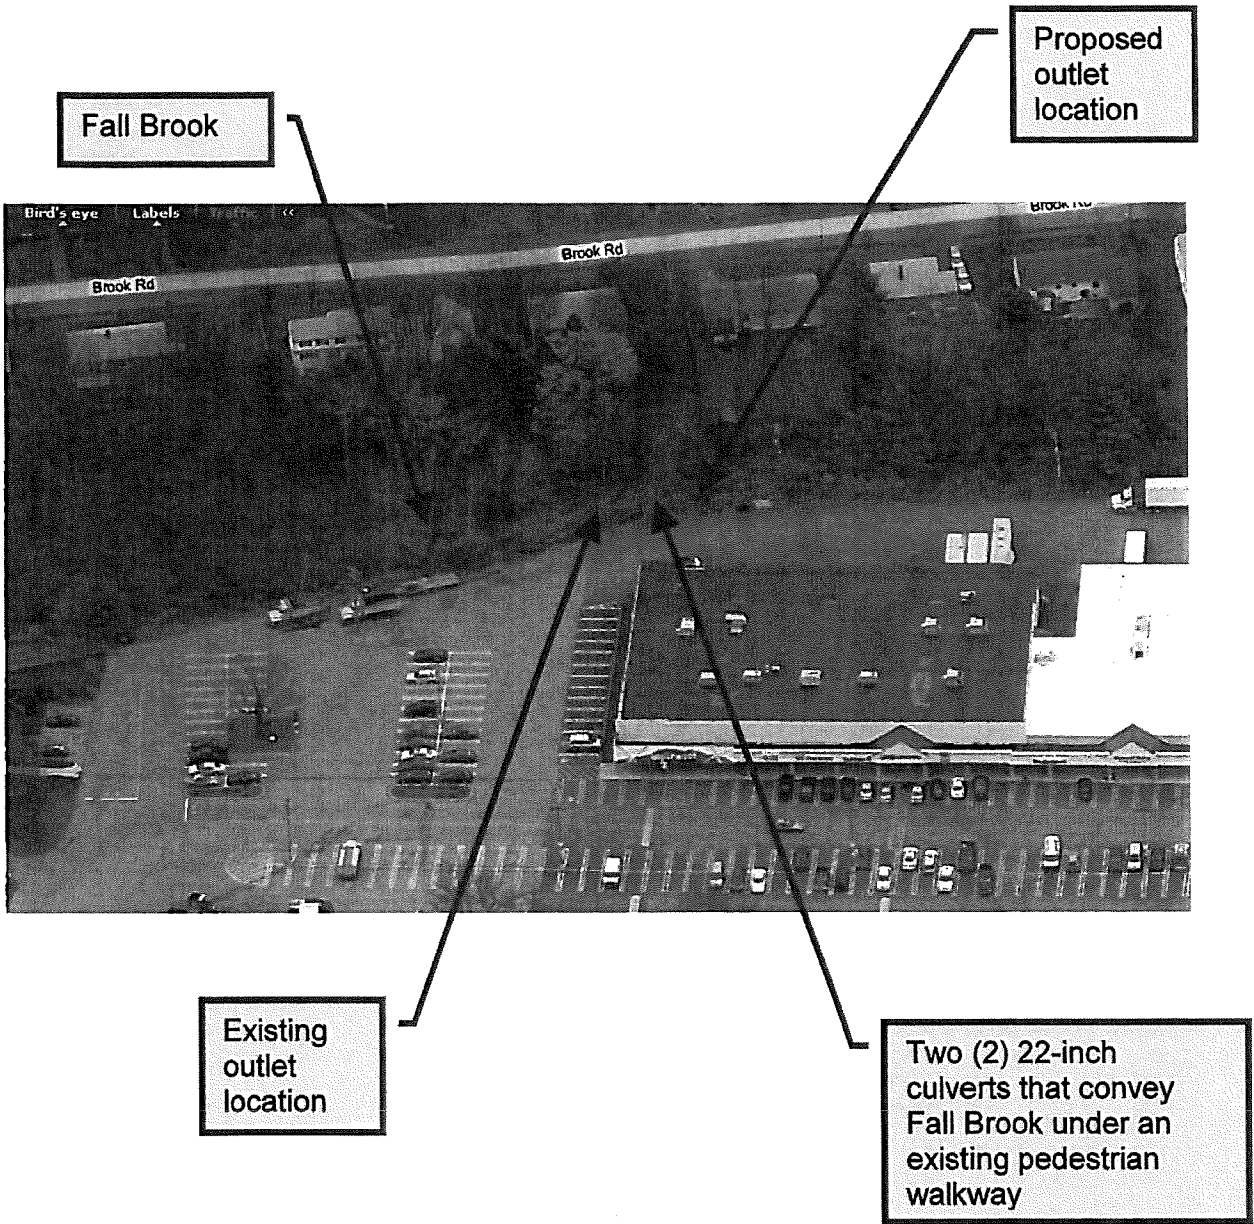 Proposed
outlet
location
Fall Brook
Bird's eye
Labels
Traffic
<<
Brook Rd
Brook Rd
Brook Rd
Existing
outlet
location
Two (2) 22-inch
culverts that convey
Fall Brook under an
existing pedestrian
walkway